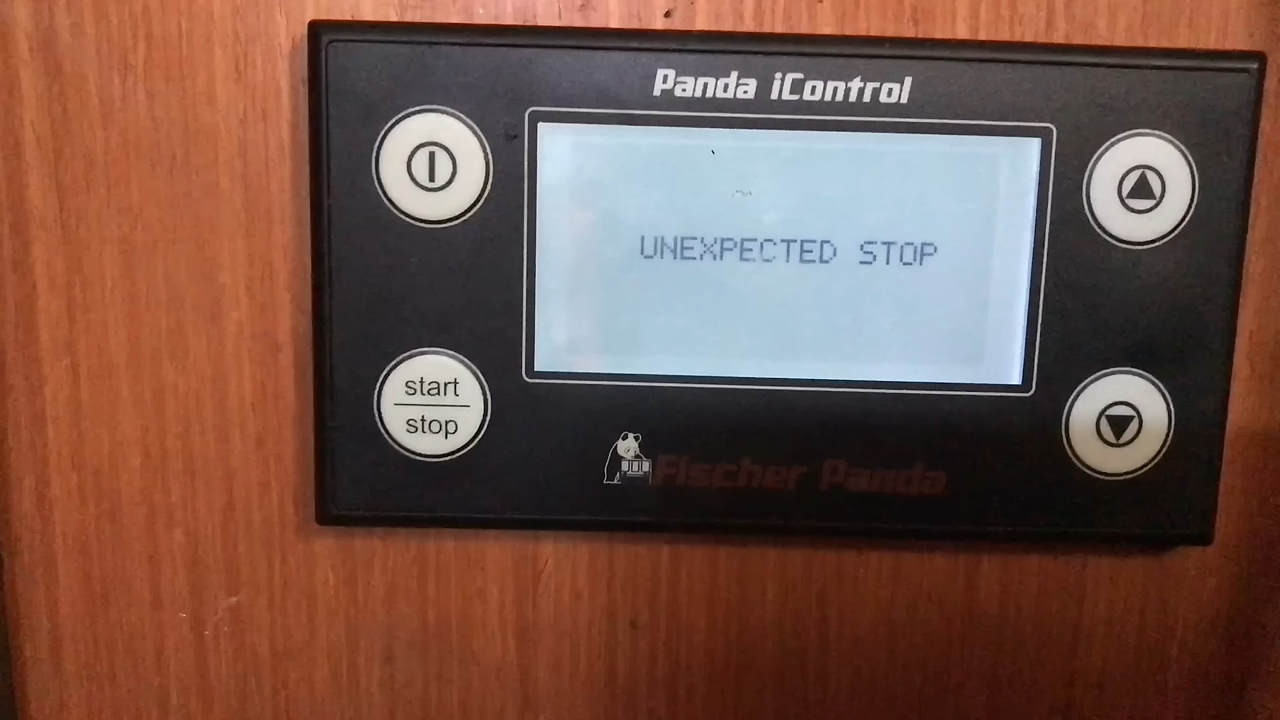 Panda iControl
UNEXPECTED STOP
start
stop
Fischer Panda